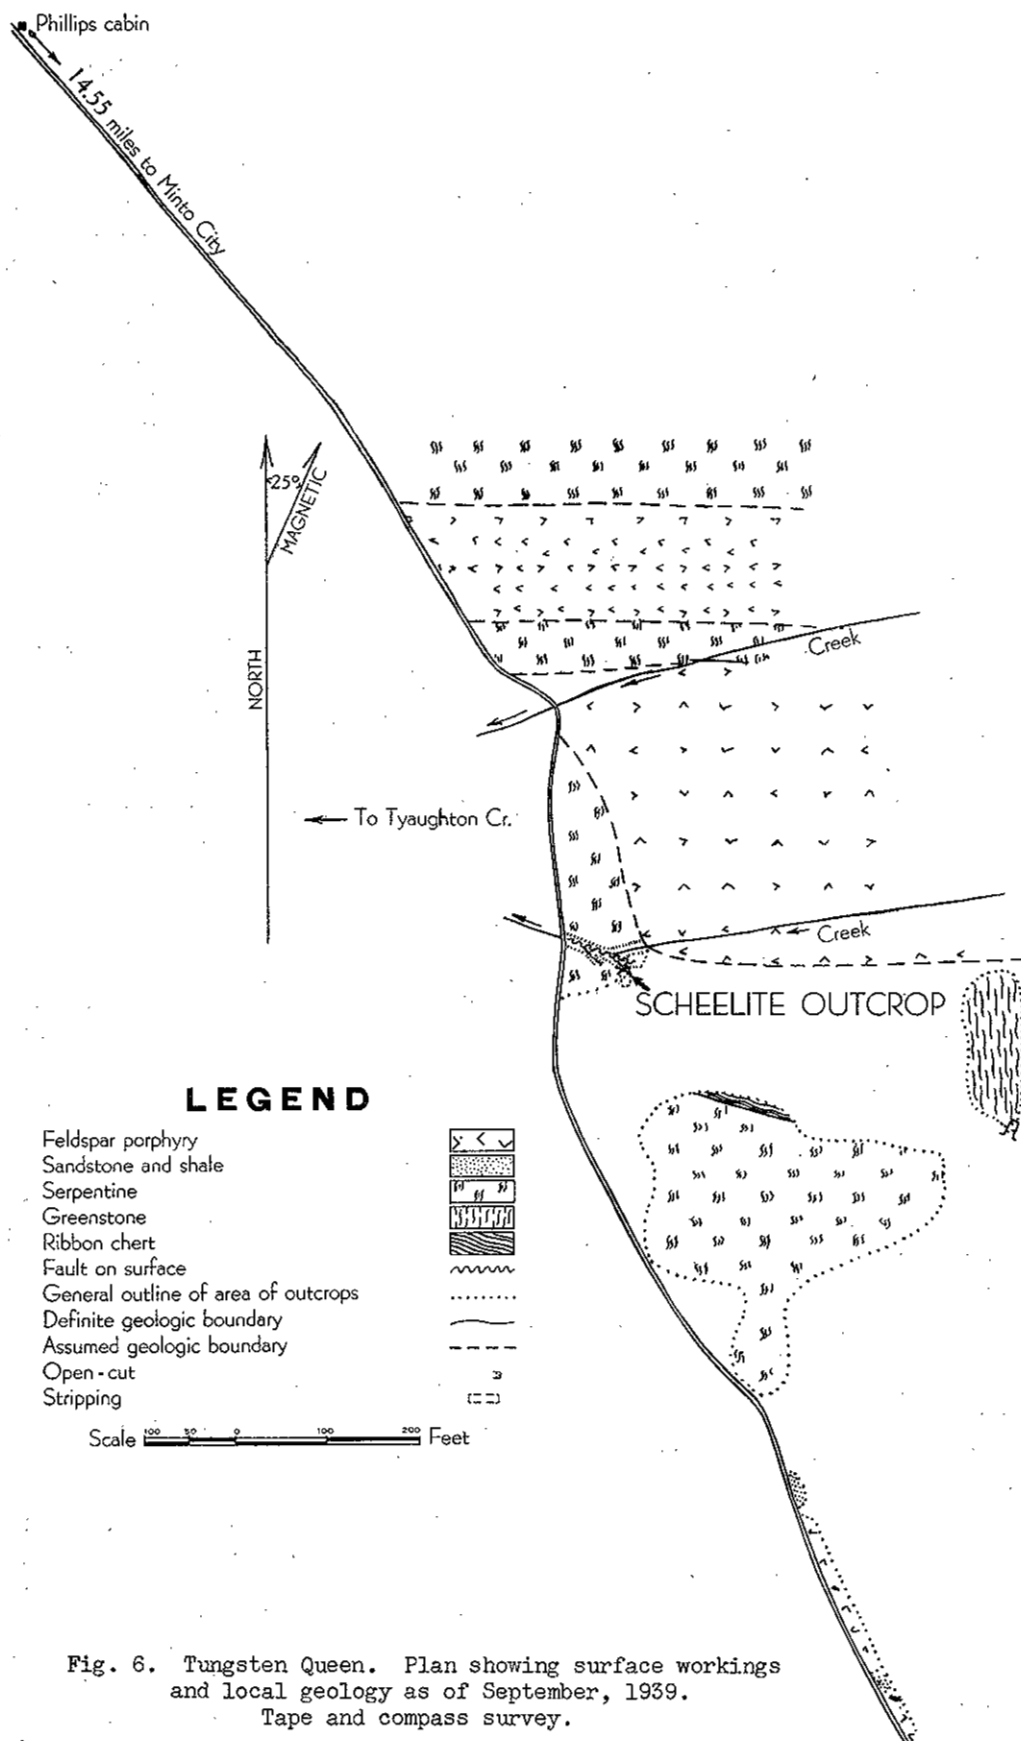 Phillips cabin
14.55 miles to Minto City
25°
MAGNETIC
NORTH
Creek
To Tyaughton Cr.
Creek
SCHEELITE OUTCROP
LEGEND
Feldspar porphyry
Sandstone and shale
Serpentine
Greenstone
Ribbon chert
Fault on surface
General outline of area of outcrops
Definite geologic boundary
Assumed geologic boundary
Open-cut
Stripping
Scale 100 50 0 100 200 Feet
Fig. 6. Tungsten Queen. Plan showing surface workings
and local geology as of September, 1939.
Tape and compass survey.